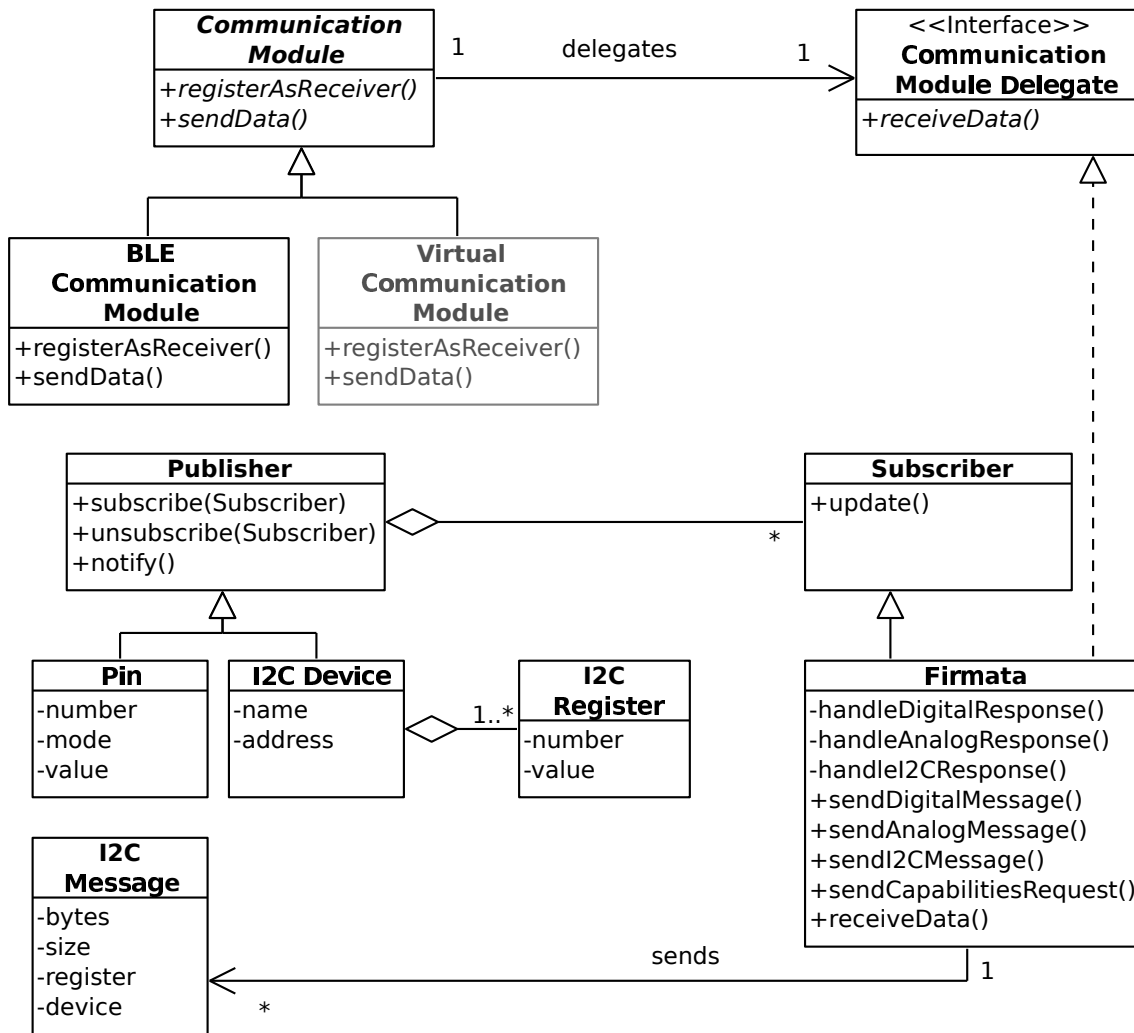 Communication
Module
+registerAsReceiver()
+sendData()
1
delegates
1
<<Interface>>
Communication
Module Delegate
+receiveData()
BLE
Communication
Module
+registerAsReceiver()
+sendData()
Virtual
Communication
Module
+registerAsReceiver()
+sendData()
Publisher
+subscribe(Subscriber)
+unsubscribe(Subscriber)
+notify()
*
Subscriber
+update()
Pin
-number
-mode
-value
I2C Device
-name
-address
1..*
I2C
Register
-number
-value
Firmata
-handleDigitalResponse()
-handleAnalogResponse()
-handleI2CResponse()
+sendDigitalMessage()
+sendAnalogMessage()
+sendI2CMessage()
+sendCapabilitiesRequest()
+receiveData()
I2C
Message
-bytes
-size
-register
-device
*
sends
1